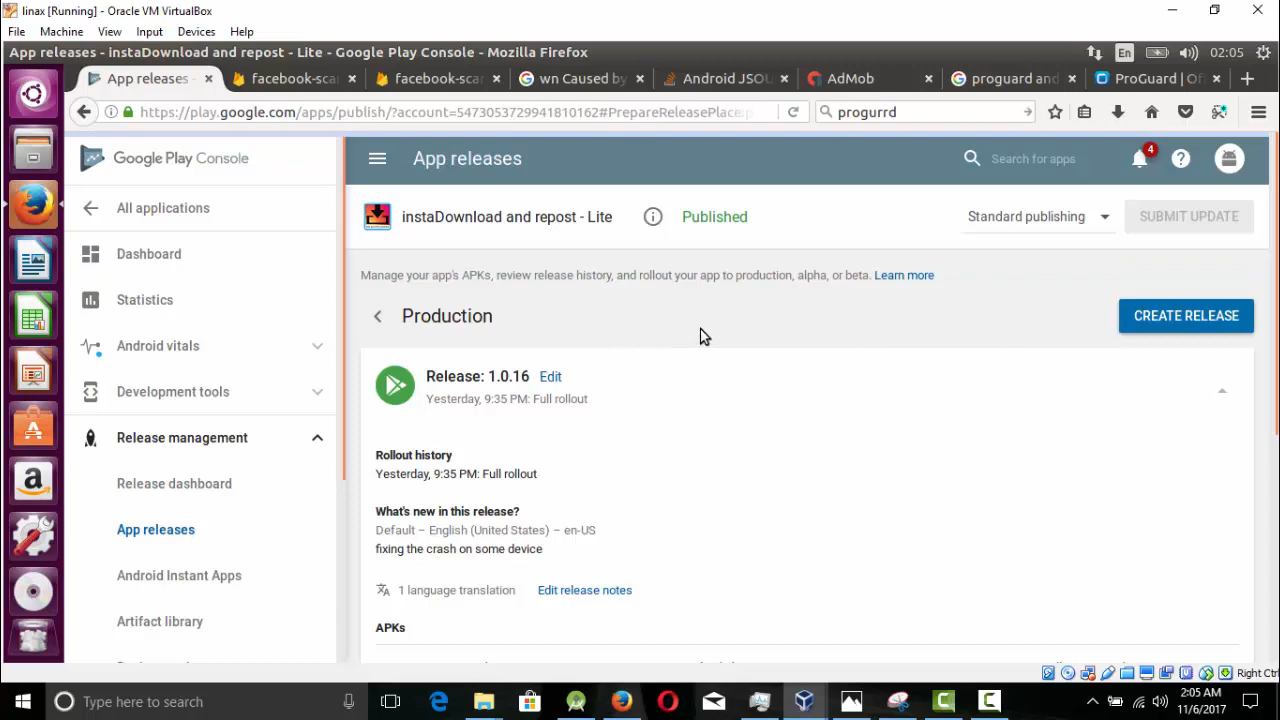 linax [Running] - Oracle VM VirtualBox
File Machine View Input Devices Help
App releases - instaDownload and repost - Lite - Google Play Console - Mozilla Firefox
En 02:05
App releases - facebook-scar facebook-scar wn Caused by Android JSOU AdMob proguard and ProGuard | Of
https://play.google.com/apps/publish/?account=5473053729941810162#PrepareReleasePlace:p
progurrd
Google Play Console
App releases
Search for apps
4
All applications
instaDownload and repost - Lite
Published
Standard publishing
SUBMIT UPDATE
Dashboard
Statistics
Android vitals
Development tools
Release management
Release dashboard
App releases
Android Instant Apps
Artifact library
Manage your app's APKs, review release history, and rollout your app to production, alpha, or beta. Learn more
Production
CREATE RELEASE
Release: 1.0.16 Edit
Yesterday, 9:35 PM: Full rollout
Rollout history
Yesterday, 9:35 PM: Full rollout
What's new in this release?
Default – English (United States) – en-US
fixing the crash on some device
1 language translation Edit release notes
APKs
Right Ctrl
Type here to search
2:05 AM
11/6/2017